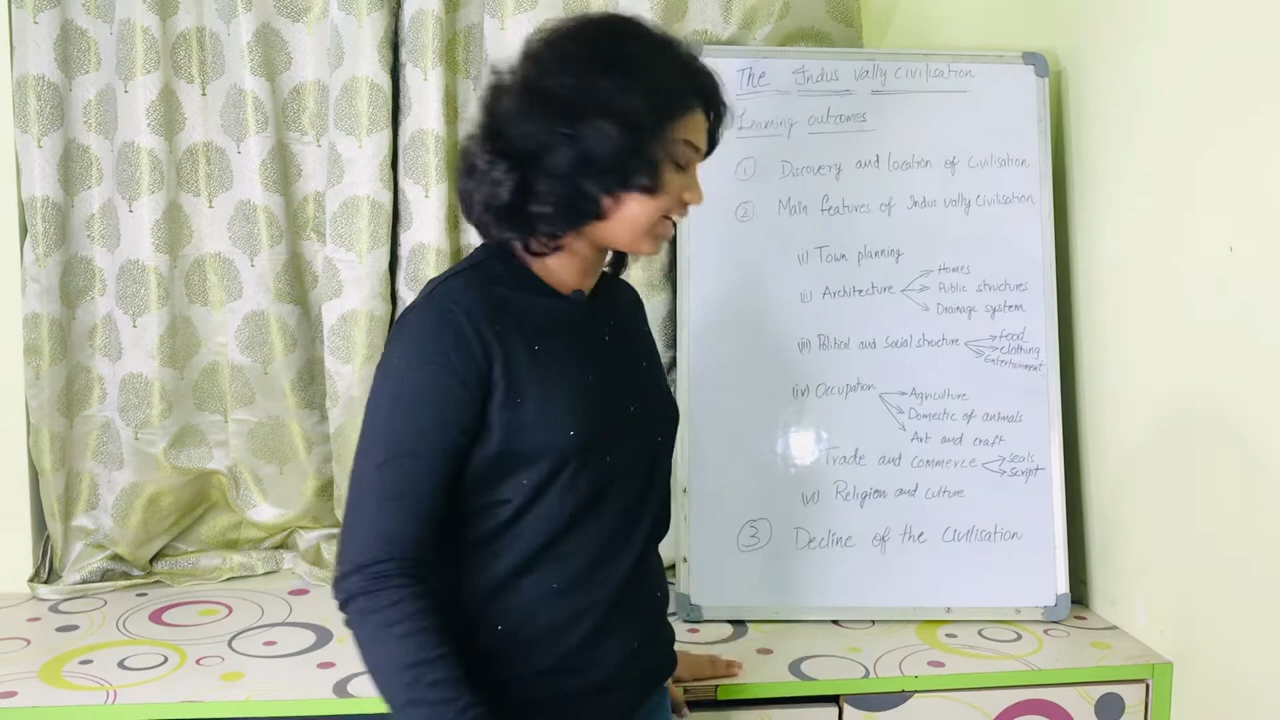 The Indus Vally Civilisation
Learning outcomes
① Discovery and location of Civilisation
② Main features of Indus Vally Civilisation
(i) Town planning
ii) Architecture
Homes
Public structures
Drainage system
(iii) Political and Social structure
food
clothing
Entertainment
(iv) Occupation
Agriculture
Domestic of animals
Art and craft
Trade and commerce
seals
script
(vi) Religion and culture
③ Decline of the Civilisation